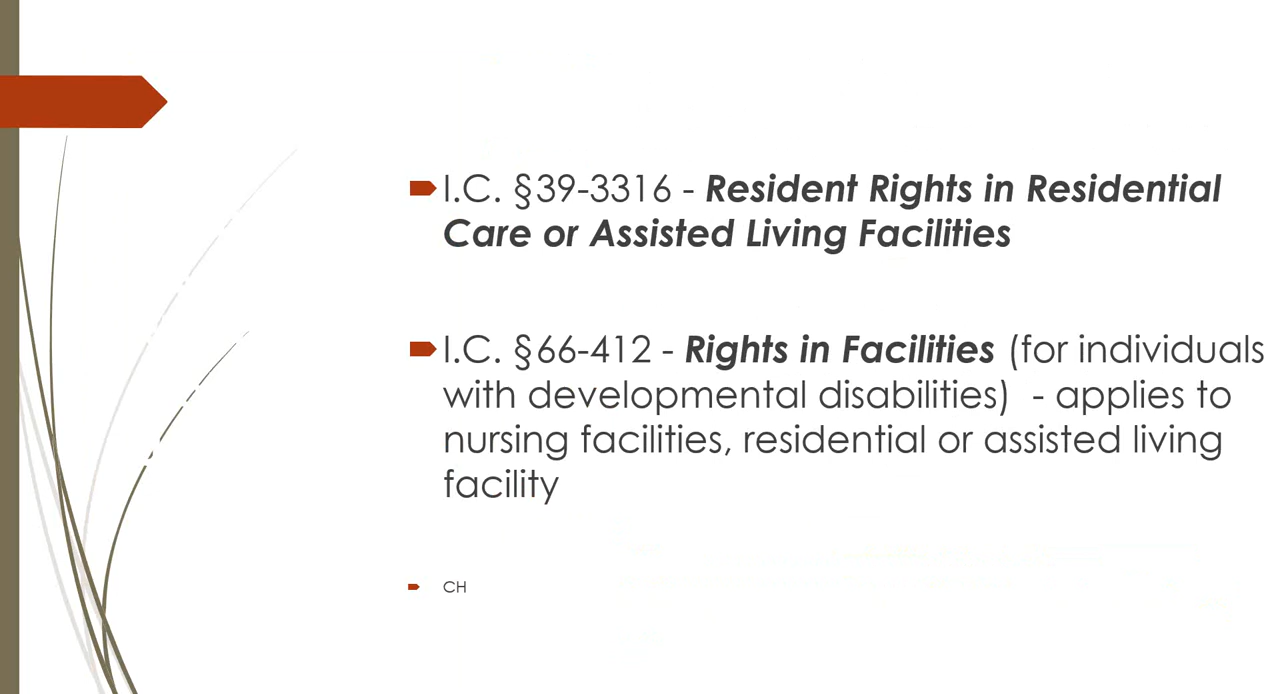 I.C. §39-3316 - Resident Rights in Residential
Care or Assisted Living Facilities
I.C. §66-412 - Rights in Facilities (for individuals
with developmental disabilities)  - applies to
nursing facilities, residential or assisted living
facility
CH